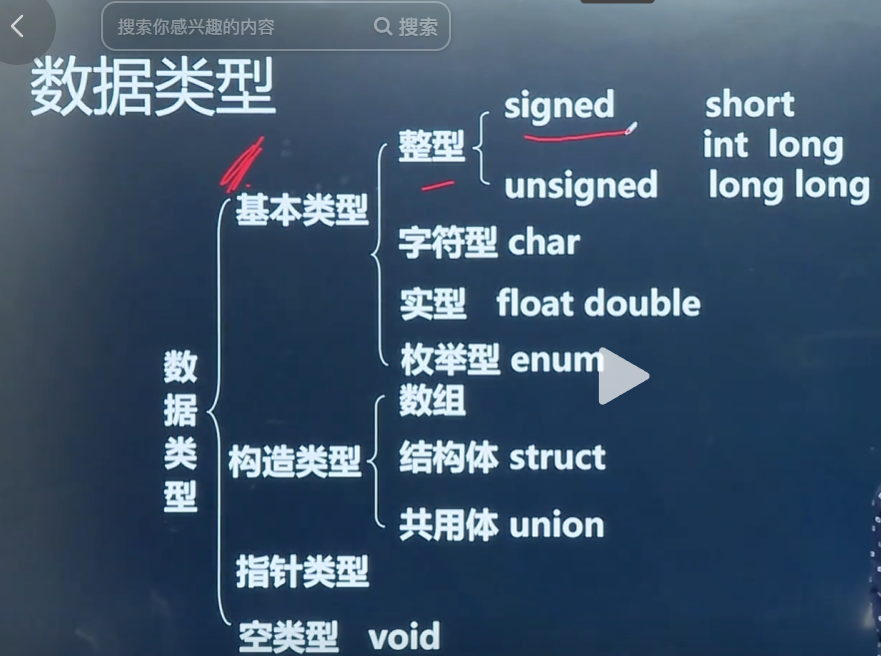 搜索你感兴趣的内容 搜索
数据类型
signed short
整型 int long
unsigned long long
基本类型
字符型 char
实型 float double
枚举型 enum
数据类型
数组
构造类型 结构体 struct
共用体 union
指针类型
空类型 void